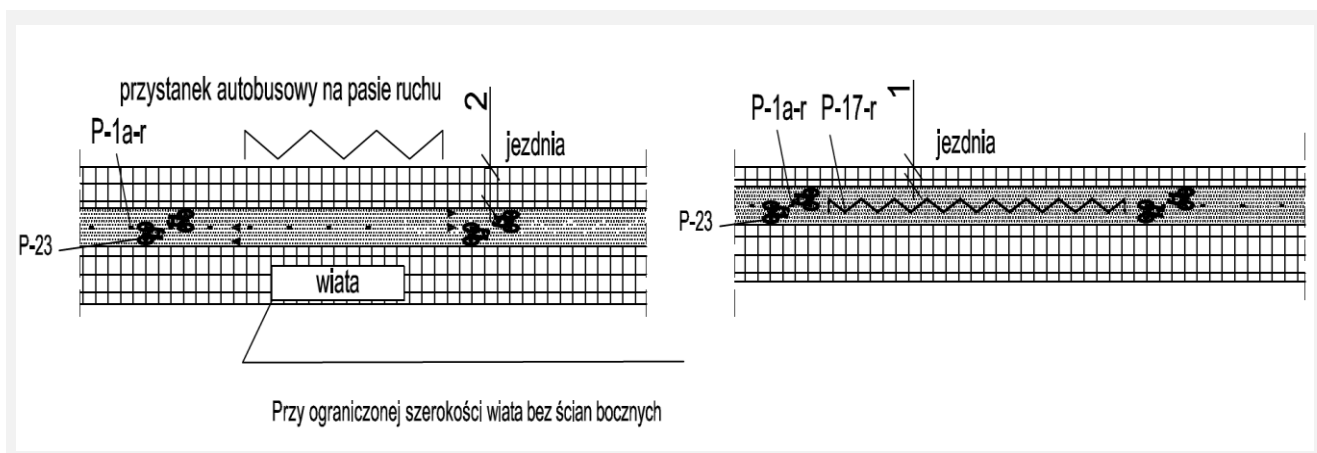 przystanek autobusowy na pasie ruchu
2
P-1a-r
jezdnia
P-23
wiata
Przy ograniczonej szerokości wiata bez ścian bocznych
P-1a-r P-17-r
1
jezdnia
P-23